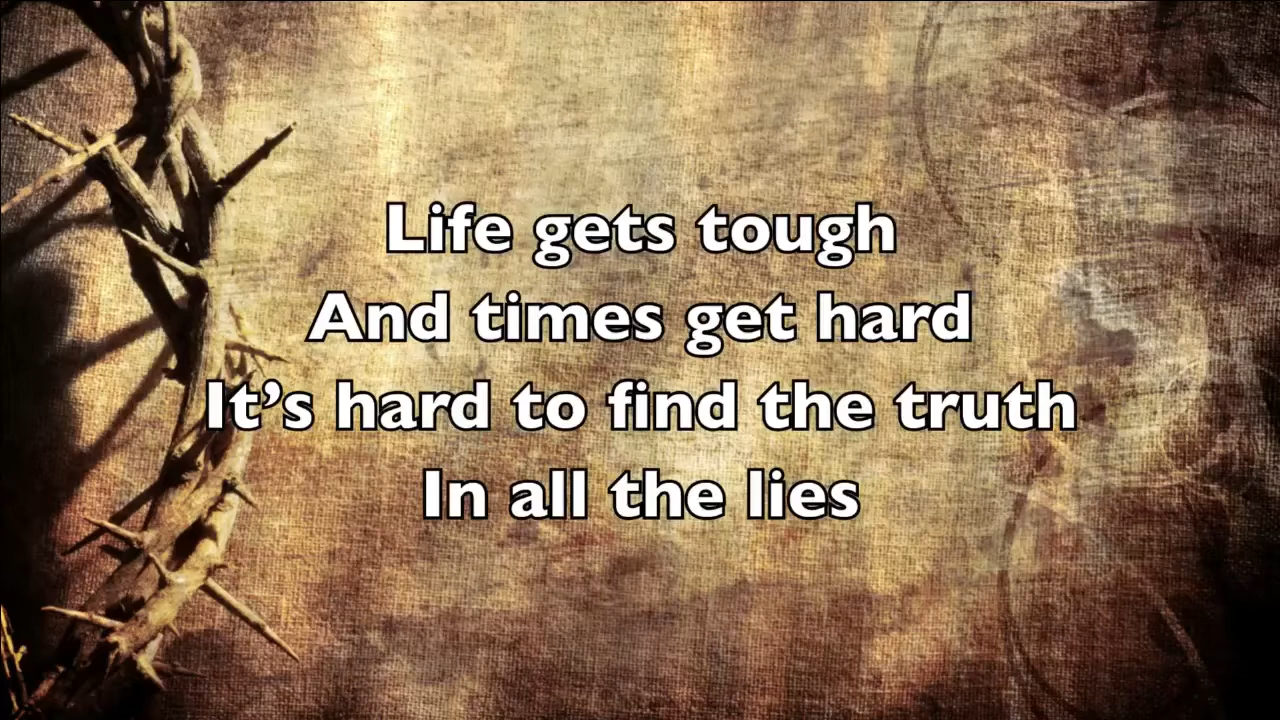 Life gets tough
And times get hard
It’s hard to find the truth
In all the lies